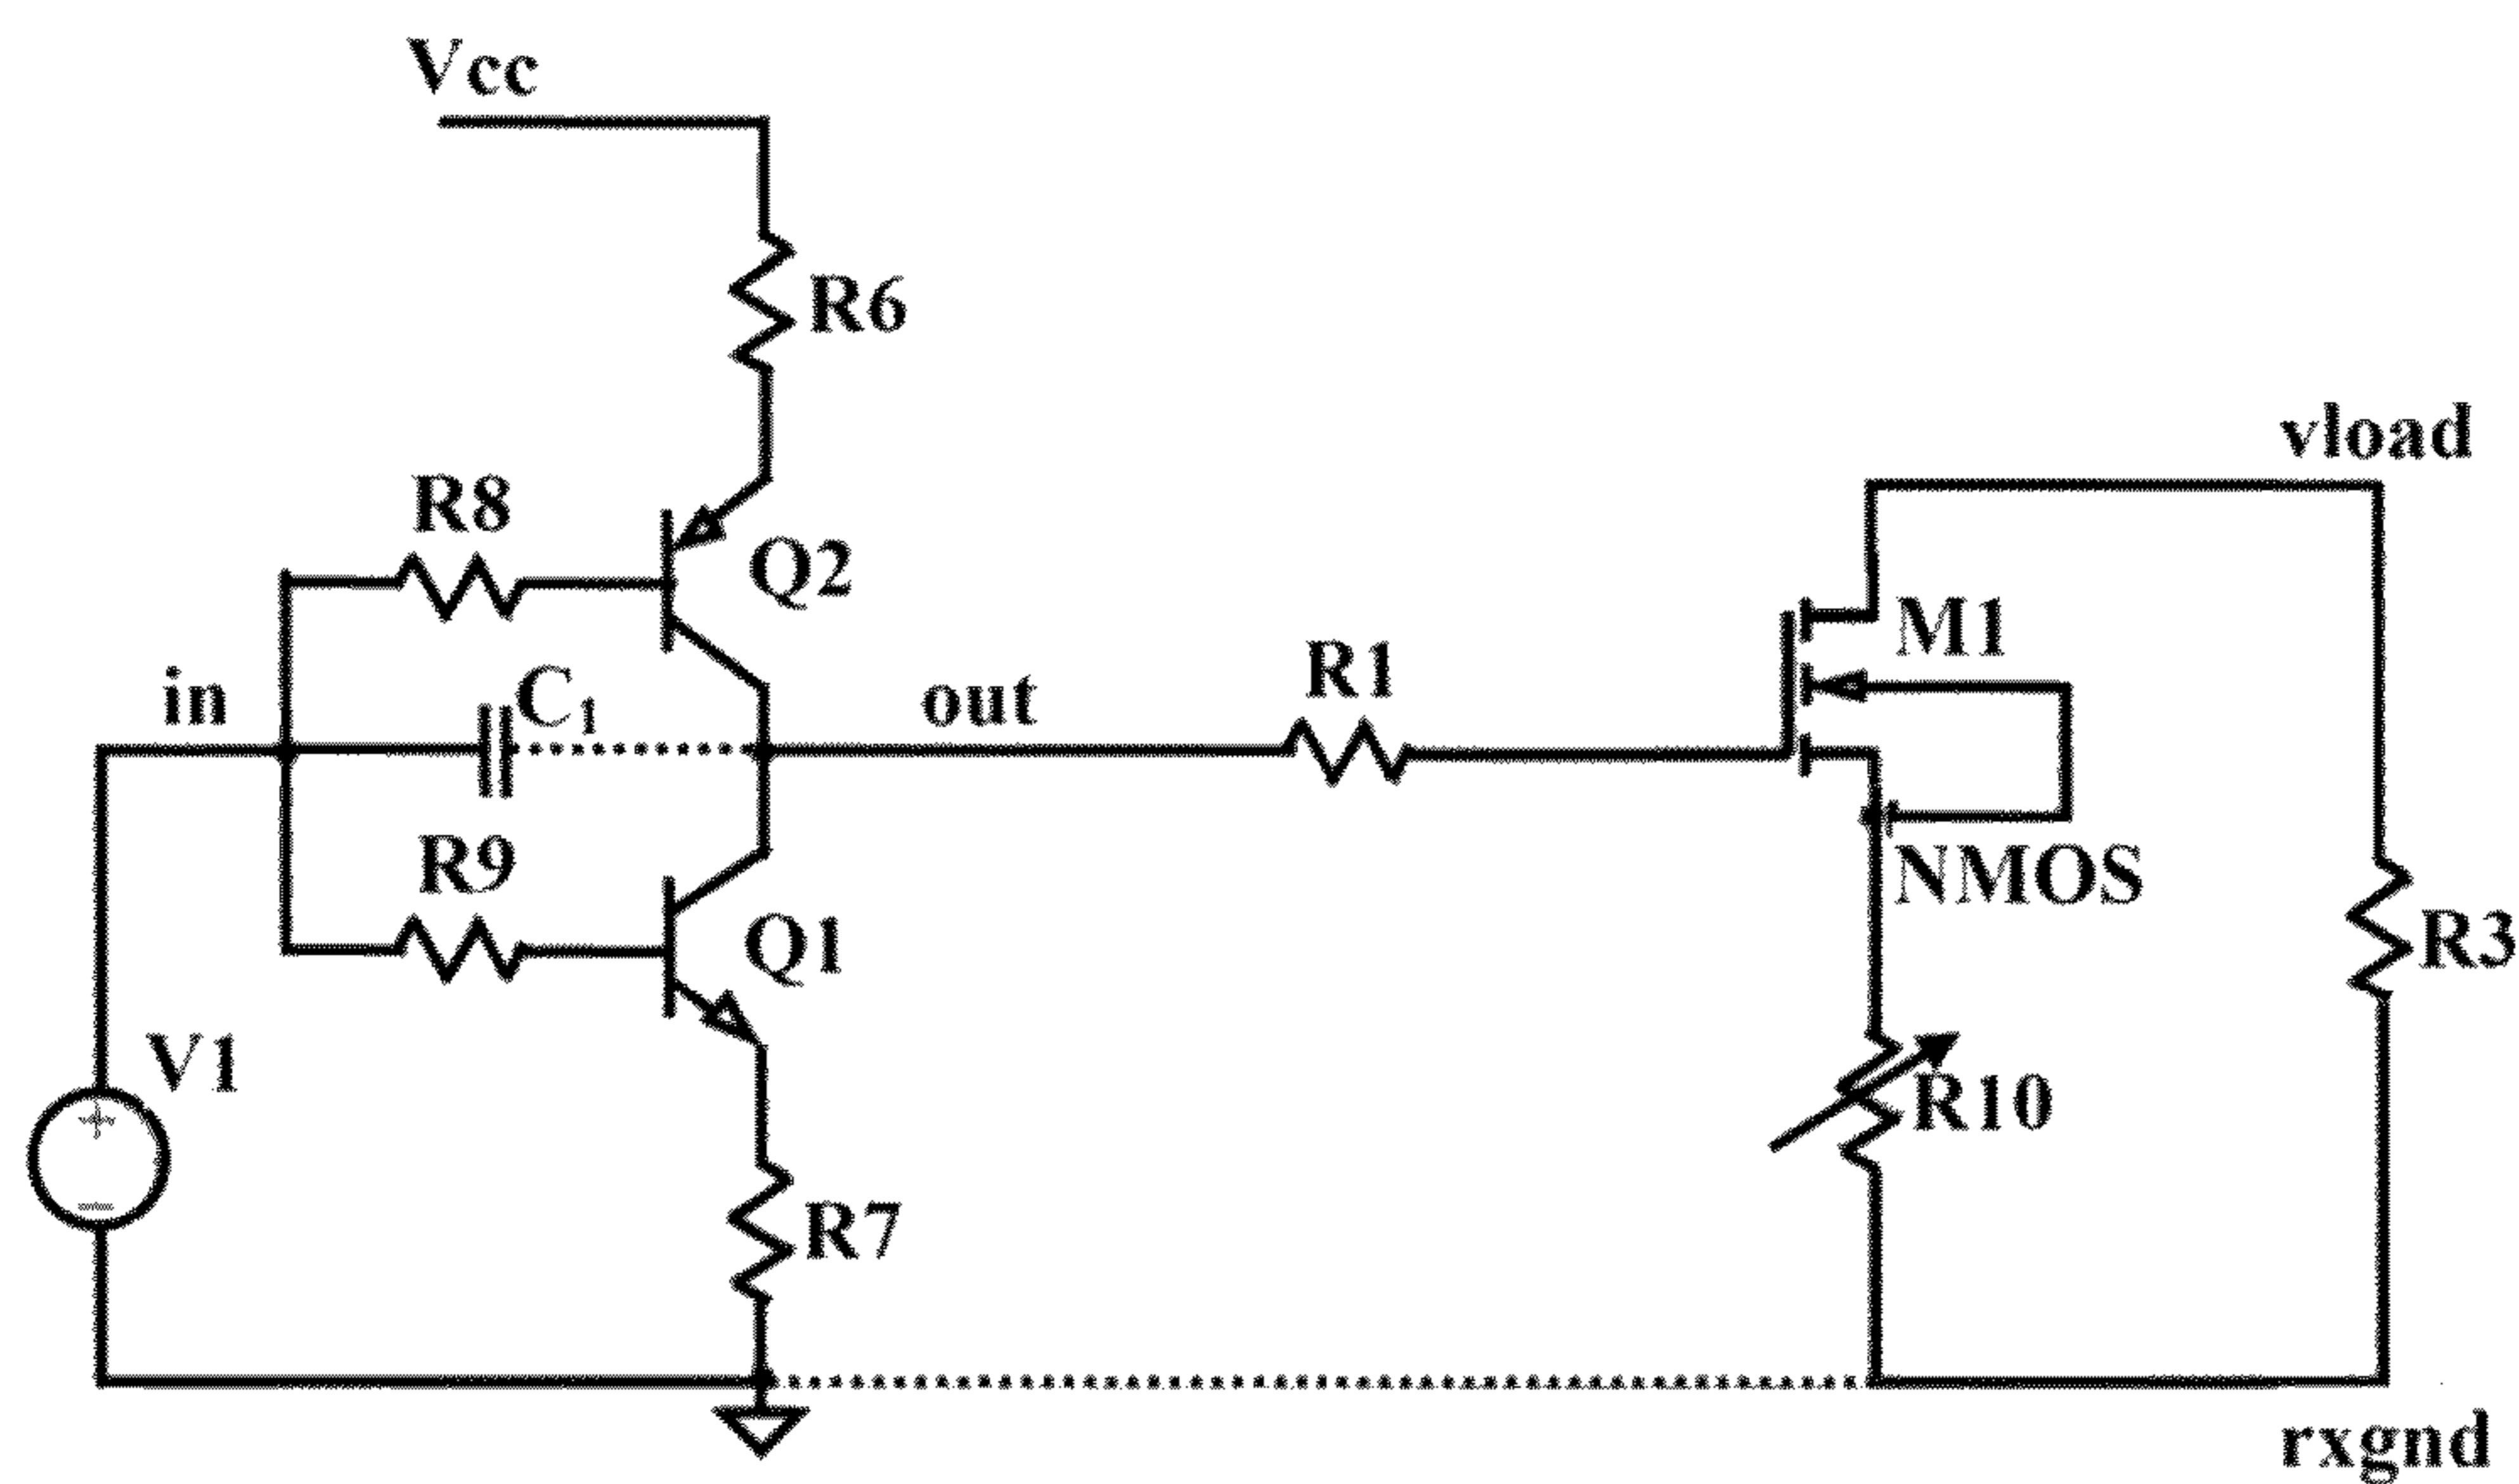 Vcc
R6
vload
R8
Q2
M1
in
C₁
out
R1
R9
NMOS
Q1
R3
V1
+
R10
R7
rxgnd